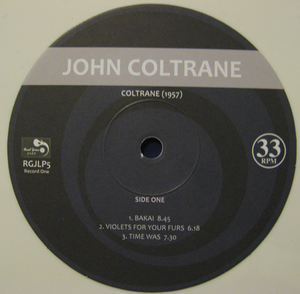 JOHN COLTRANE
COLTRANE (1957)
RGJLP5
Record One
33
RPM
SIDE ONE
1. BAKAI 8.45
2. VIOLETS FOR YOUR FURS 6.18
3. TIME WAS 7.30